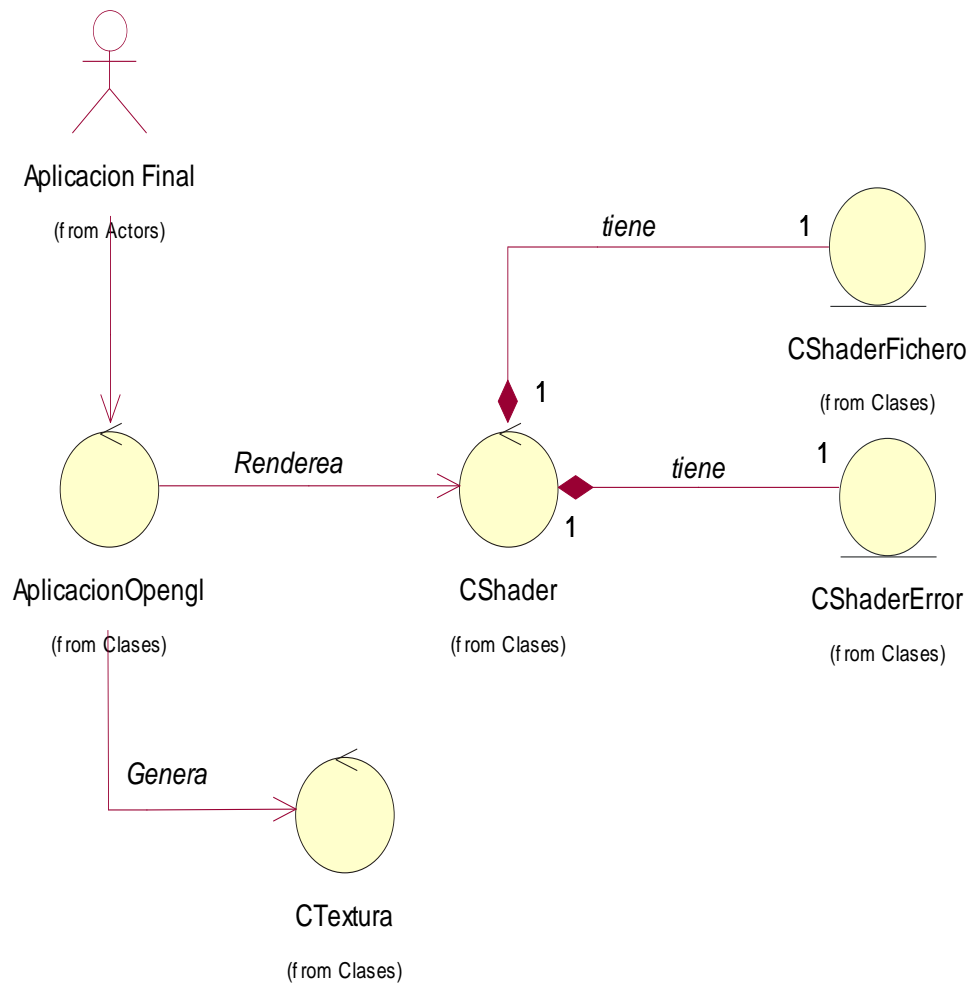 Aplicacion Final
(from Actors)
tiene
1
CShaderFichero
(from Clases)
1
Renderea
tiene
1
1
AplicacionOpengl
(from Clases)
CShader
(from Clases)
CShaderError
(from Clases)
Genera
CTextura
(from Clases)